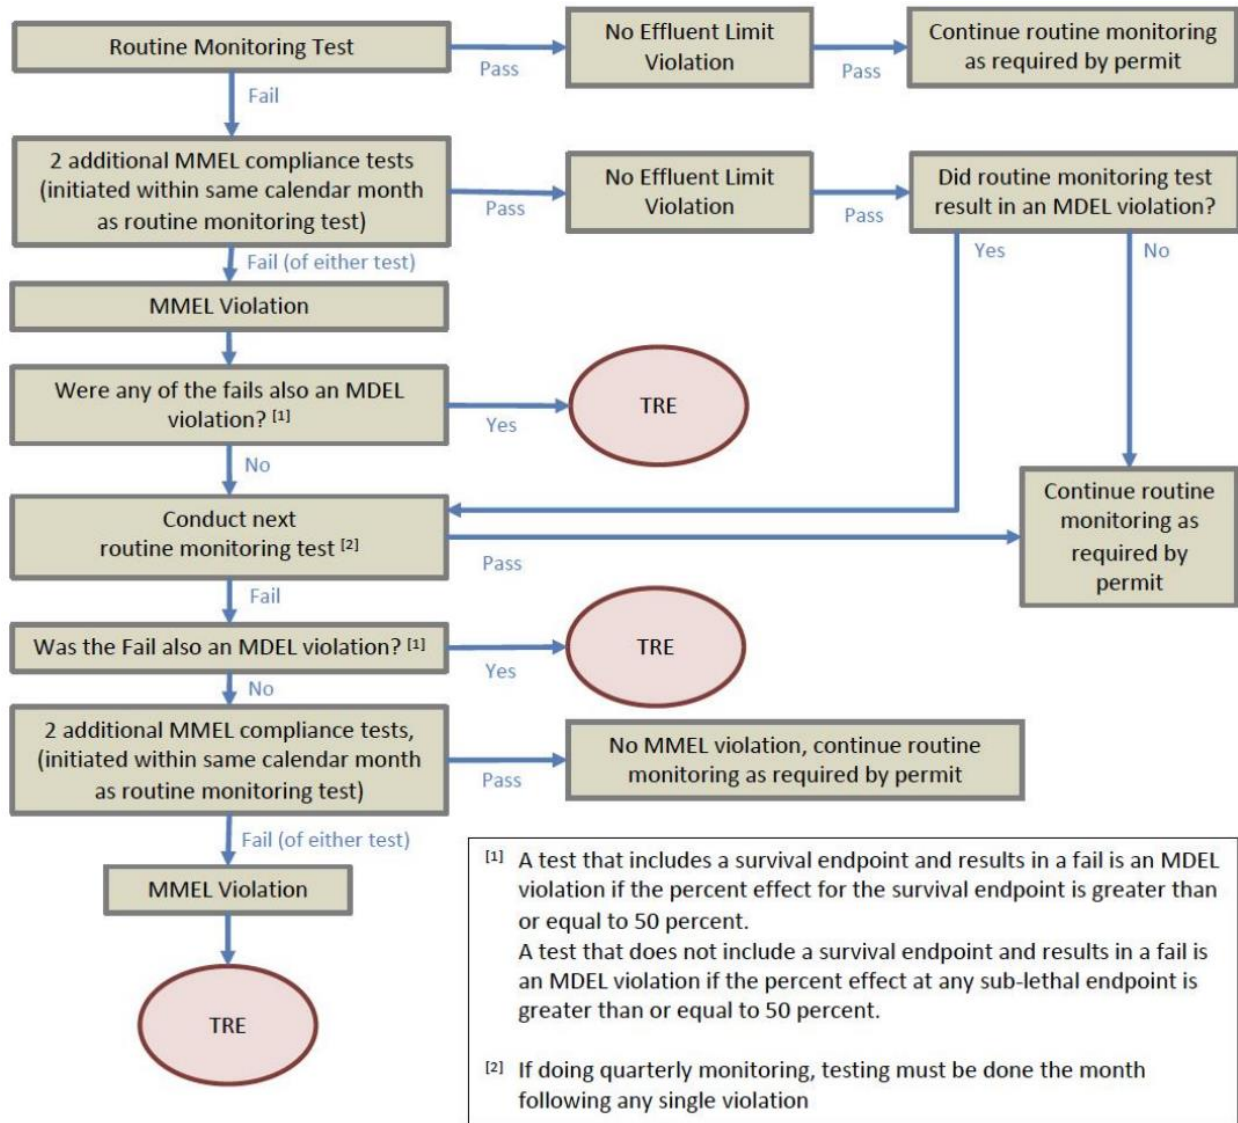 Routine Monitoring Test
Pass
No Effluent Limit
Violation
Pass
Continue routine monitoring
as required by permit
Fail
2 additional MMEL compliance tests
(initiated within same calendar month
as routine monitoring test)
Pass
No Effluent Limit
Violation
Pass
Did routine monitoring test
result in an MDEL violation?
Yes
No
Fail (of either test)
MMEL Violation
Were any of the fails also an MDEL
violation? [1]
Yes
TRE
No
Conduct next
routine monitoring test [2]
Pass
Continue routine
monitoring as
required by
permit
Fail
Was the Fail also an MDEL violation? [1]
Yes
TRE
No
2 additional MMEL compliance tests,
(initiated within same calendar month
as routine monitoring test)
Pass
No MMEL violation, continue routine
monitoring as required by permit
Fail (of either test)
MMEL Violation
TRE
[1] A test that includes a survival endpoint and results in a fail is an MDEL
violation if the percent effect for the survival endpoint is greater than
or equal to 50 percent.
A test that does not include a survival endpoint and results in a fail is
an MDEL violation if the percent effect at any sub-lethal endpoint is
greater than or equal to 50 percent.
[2] If doing quarterly monitoring, testing must be done the month
following any single violation